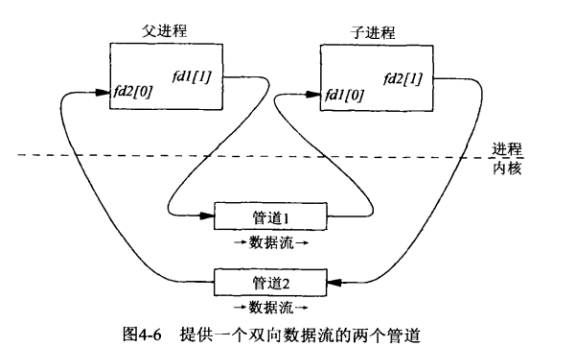 父进程
子进程
fd1[1]
fd2[0]
fd2[1]
fd1[0]
进程
内核
管道1
→数据流→
管道2
→数据流→
图4-6 提供一个双向数据流的两个管道